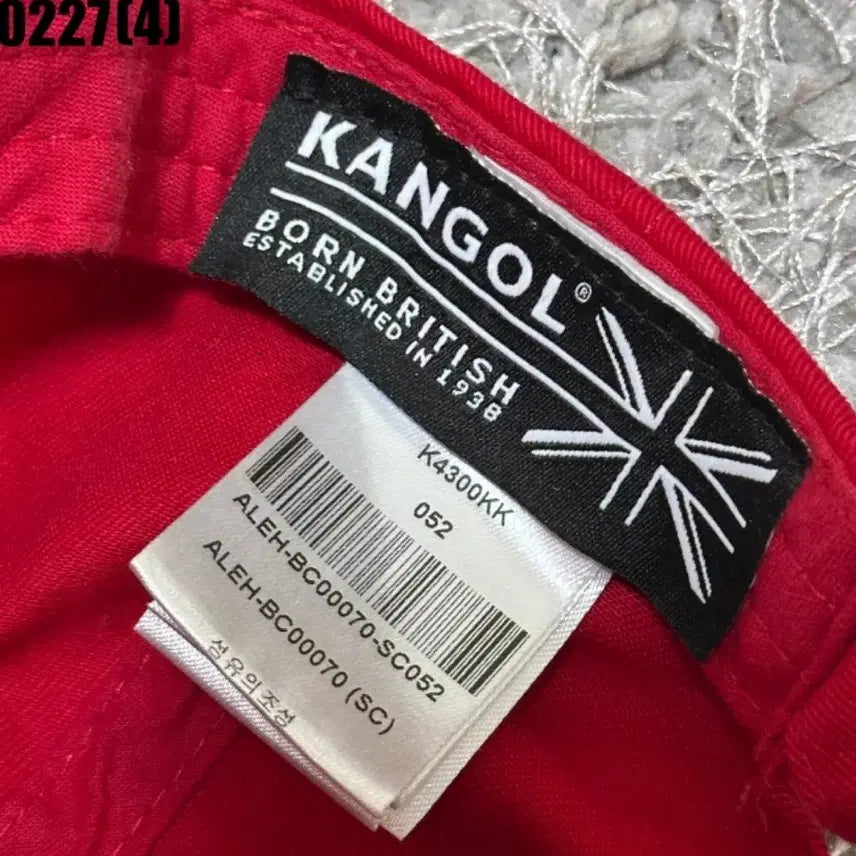 0227(4)
KANGOL®
BORN BRITISH
ESTABLISHED IN 1938
K4300KK
052
ALEH-BC00070-SC052
ALEH-BC00070 (SC)
섬유의 조성